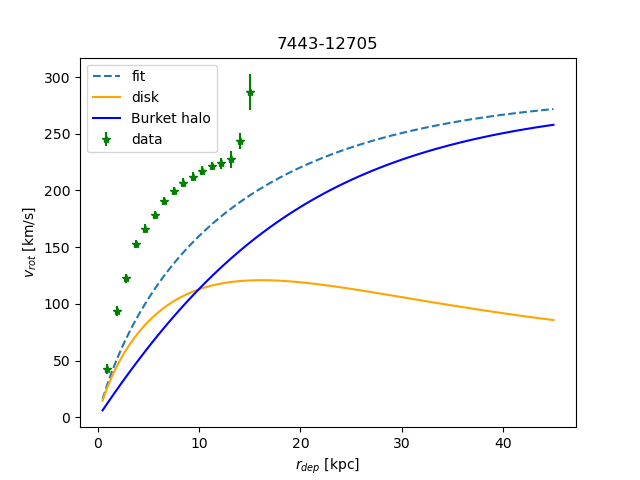 7443-12705
fit
disk
Burket halo
data
300
250
200
150
100
50
0
v_rot [km/s]
0 10 20 30 40
r_dep [kpc]